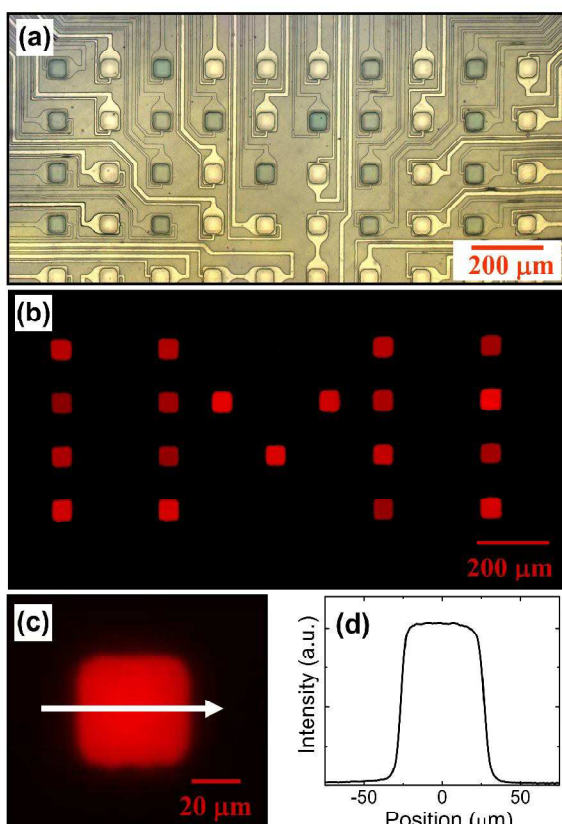 (a)
200 μm
(b)
200 μm
(c)
20 μm
(d)
Intensity (a.u.)
-50 0 50
Position (μm)